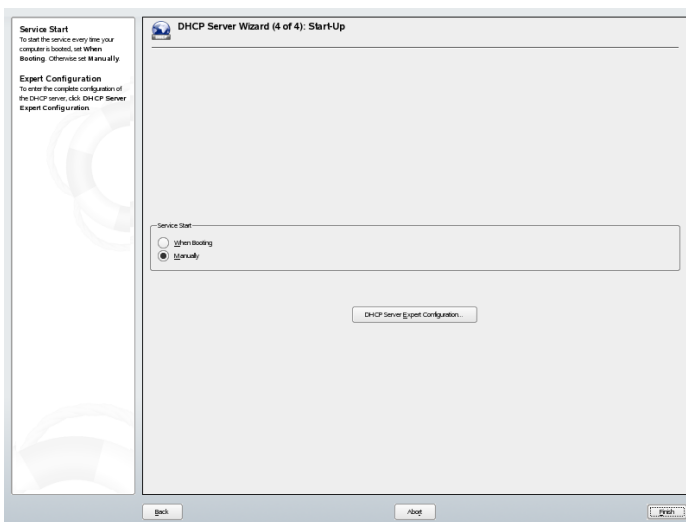 Service Start
To start the service every time your
computer is booted, set When
Booting. Otherwise set Manually.
Expert Configuration
To enter the complete configuration of
the DHCP server, click DHCP Server
Expert Configuration.
DHCP Server Wizard (4 of 4): Start-Up
Service Start
When Booting
Manually
DHCP Server Expert Configuration...
Back
Abort
Finish